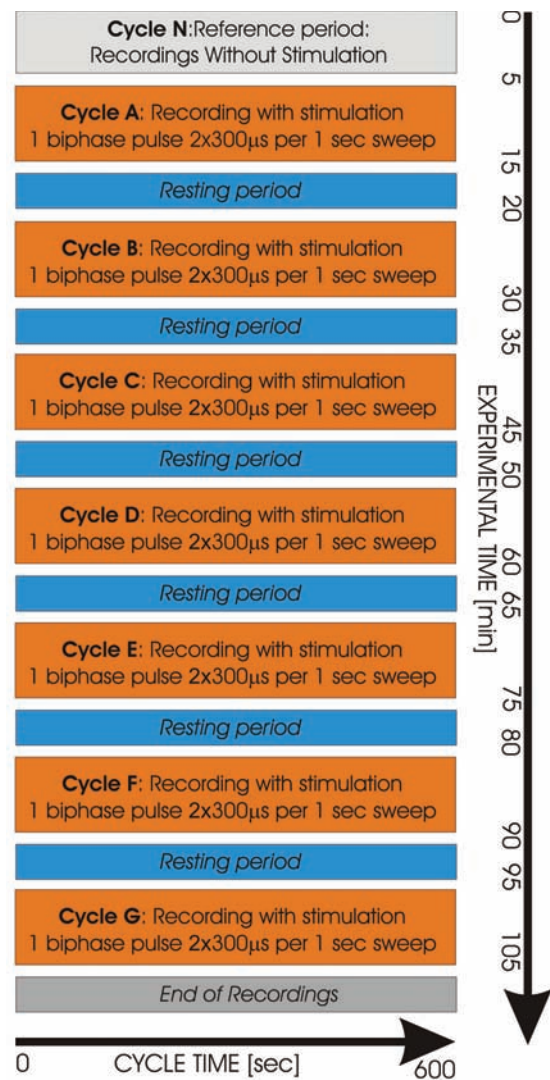 Cycle N:Reference period:
Recordings Without Stimulation
Cycle A: Recording with stimulation
1 biphase pulse 2x300μs per 1 sec sweep
Resting period
Cycle B: Recording with stimulation
1 biphase pulse 2x300μs per 1 sec sweep
Resting period
Cycle C: Recording with stimulation
1 biphase pulse 2x300μs per 1 sec sweep
Resting period
Cycle D: Recording with stimulation
1 biphase pulse 2x300μs per 1 sec sweep
Resting period
Cycle E: Recording with stimulation
1 biphase pulse 2x300μs per 1 sec sweep
Resting period
Cycle F: Recording with stimulation
1 biphase pulse 2x300μs per 1 sec sweep
Resting period
Cycle G: Recording with stimulation
1 biphase pulse 2x300μs per 1 sec sweep
End of Recordings
0 CYCLE TIME [sec] 600
0 5 15 20 30 35 45 50 60 65 75 80 90 95 105
EXPERIMENTAL TIME [min]